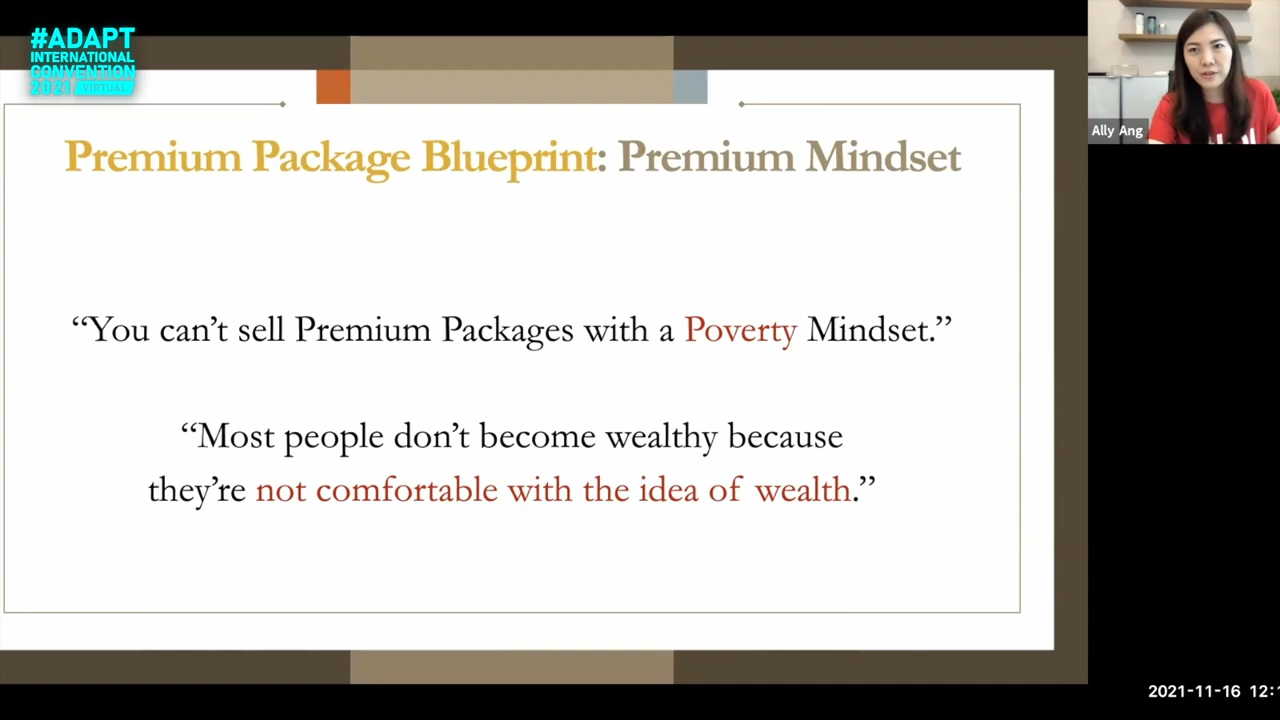 #ADAPT
INTERNATIONAL
CONVENTION
2021 VIRTUAL
Ally Ang
Premium Package Blueprint: Premium Mindset
“You can’t sell Premium Packages with a Poverty Mindset.”
“Most people don’t become wealthy because
they’re not comfortable with the idea of wealth.”
2021-11-16 12:1